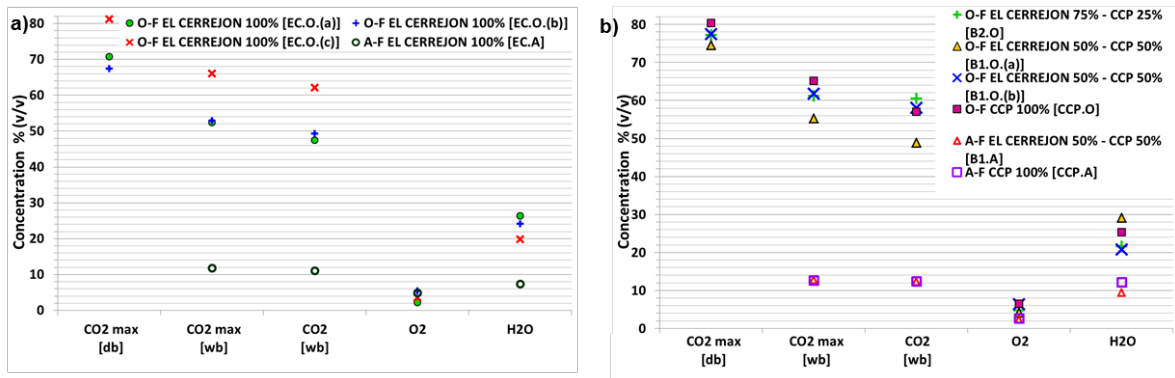 a)
O-F EL CERREJON 100% [EC.O.(a)] O-F EL CERREJON 100% [EC.O.(b)]
O-F EL CERREJON 100% [EC.O.(c)] A-F EL CERREJON 100% [EC.A]
Concentration % (v/v)
80
70
60
50
40
30
20
10
0
CO2 max [db]
CO2 max [wb]
CO2 [wb]
O2
H2O
b)
O-F EL CERREJON 75% - CCP 25%
[B2.O]
O-F EL CERREJON 50% - CCP 50%
[B1.O.(a)]
O-F EL CERREJON 50% - CCP 50%
[B1.O.(b)]
O-F CCP 100% [CCP.O]
A-F EL CERREJON 50% - CCP 50%
[B1.A]
A-F CCP 100% [CCP.A]
Concentration % (v/v)
80
70
60
50
40
30
20
10
0
CO2 max [db]
CO2 max [wb]
CO2 [wb]
O2
H2O